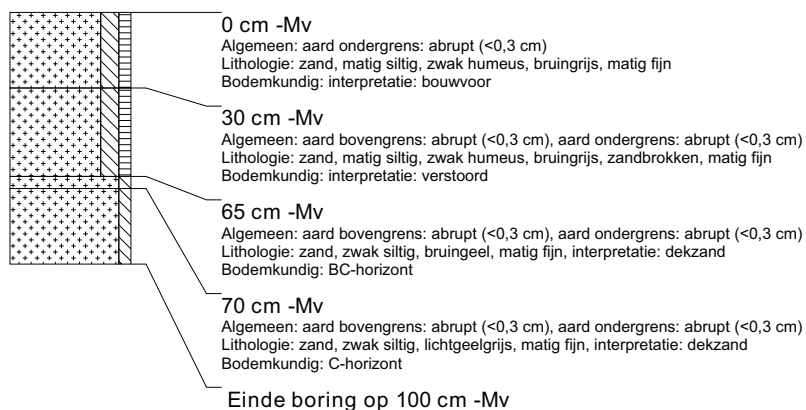 0 cm -Mv
Algemeen: aard ondergrens: abrupt (<0,3 cm)
Lithologie: zand, matig siltig, zwak humeus, bruingrijs, matig fijn
Bodemkundig: interpretatie: bouwvoor
30 cm -Mv
Algemeen: aard bovengrens: abrupt (<0,3 cm), aard ondergrens: abrupt (<0,3 cm)
Lithologie: zand, matig siltig, zwak humeus, bruingrijs, zandbrokken, matig fijn
Bodemkundig: interpretatie: verstoord
65 cm -Mv
Algemeen: aard bovengrens: abrupt (<0,3 cm), aard ondergrens: abrupt (<0,3 cm)
Lithologie: zand, zwak siltig, bruingeel, matig fijn, interpretatie: dekzand
Bodemkundig: BC-horizont
70 cm -Mv
Algemeen: aard bovengrens: abrupt (<0,3 cm), aard ondergrens: abrupt (<0,3 cm)
Lithologie: zand, zwak siltig, lichtgeelgrijs, matig fijn, interpretatie: dekzand
Bodemkundig: C-horizont
Einde boring op 100 cm -Mv